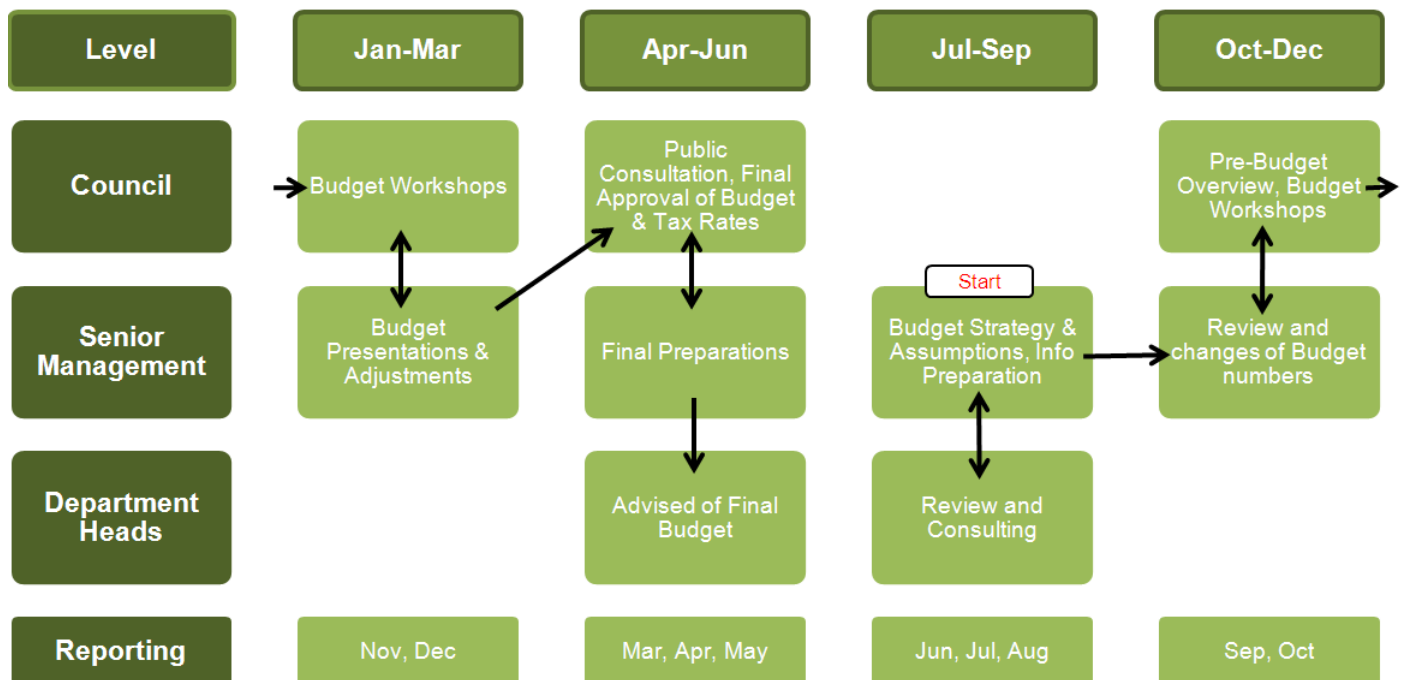 Level
Jan-Mar
Apr-Jun
Jul-Sep
Oct-Dec
Council
Budget Workshops
Public
Consultation, Final
Approval of Budget
& Tax Rates
Pre-Budget
Overview, Budget
Workshops
Senior
Management
Budget
Presentations &
Adjustments
Final Preparations
Start
Budget Strategy &
Assumptions, Info
Preparation
Review and
changes of Budget
numbers
Department
Heads
Advised of Final
Budget
Review and
Consulting
Reporting
Nov, Dec
Mar, Apr, May
Jun, Jul, Aug
Sep, Oct